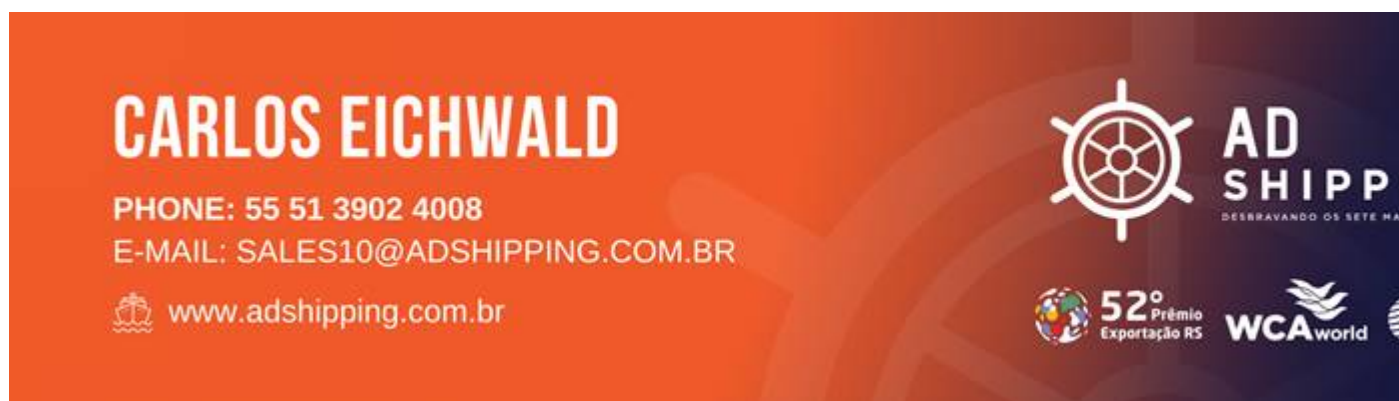 CARLOS EICHWALD
PHONE: 55 51 3902 4008
E-MAIL: SALES10@ADSHIPPING.COM.BR
www.adshipping.com.br
AD
SHIPP
DESBRAVANDO OS SETE MA
52º Prêmio
Exportação RS
WCAworld